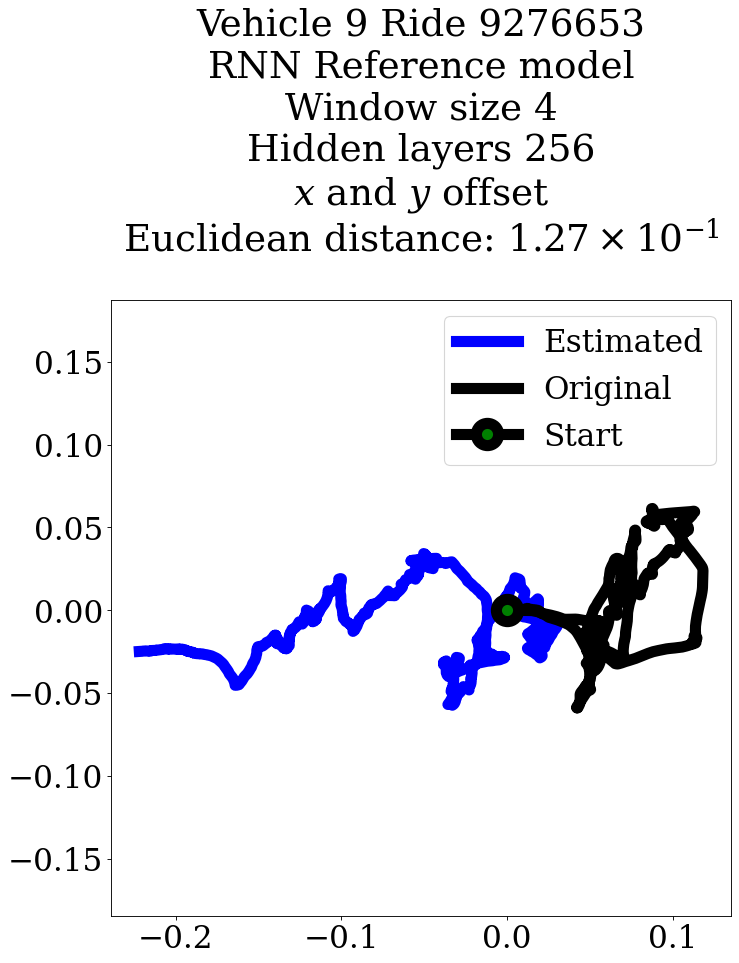 Vehicle 9 Ride 9276653
RNN Reference model
Window size 4
Hidden layers 256
x and y offset
Euclidean distance: 1.27 × 10⁻¹
Estimated
Original
Start
0.15
0.10
0.05
0.00
−0.05
−0.10
−0.15
−0.2 −0.1 0.0 0.1